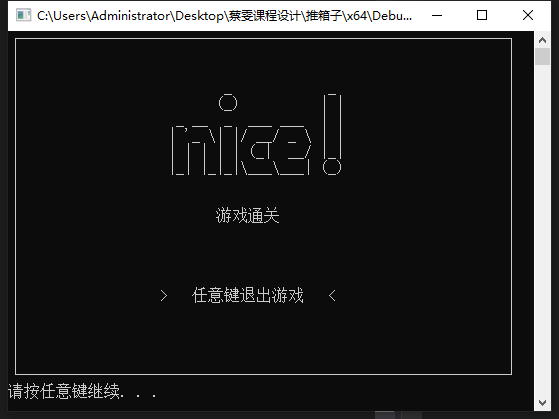 C:\Users\Administrator\Desktop\蔡雯课程设计\推箱子\x64\Debu...
nice!
游戏通关
> 任意键退出游戏 <
请按任意键继续. . .